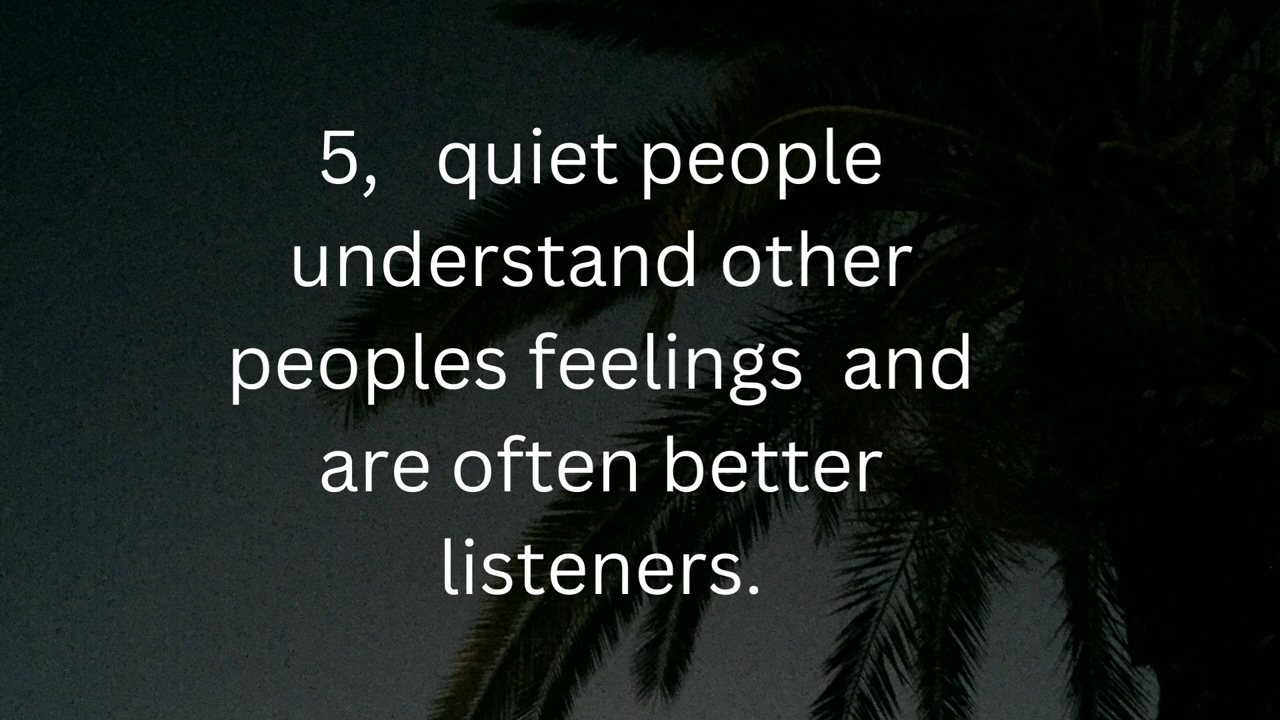 5,   quiet people
understand other
peoples feelings  and
are often better
listeners.